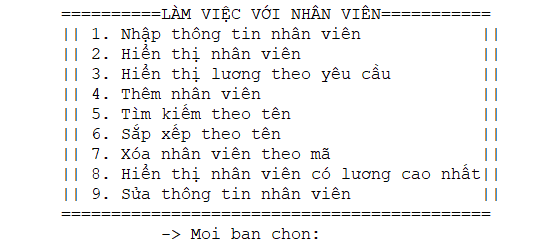 ==========LÀM VIỆC VỚI NHÂN VIÊN===========
|| 1. Nhập thông tin nhân viên ||
|| 2. Hiển thị nhân viên ||
|| 3. Hiển thị lương theo yêu cầu ||
|| 4. Thêm nhân viên ||
|| 5. Tìm kiếm theo tên ||
|| 6. Sắp xếp theo tên ||
|| 7. Xóa nhân viên theo mã ||
|| 8. Hiển thị nhân viên có lương cao nhất||
|| 9. Sửa thông tin nhân viên ||
===========================================
-> Moi ban chon: